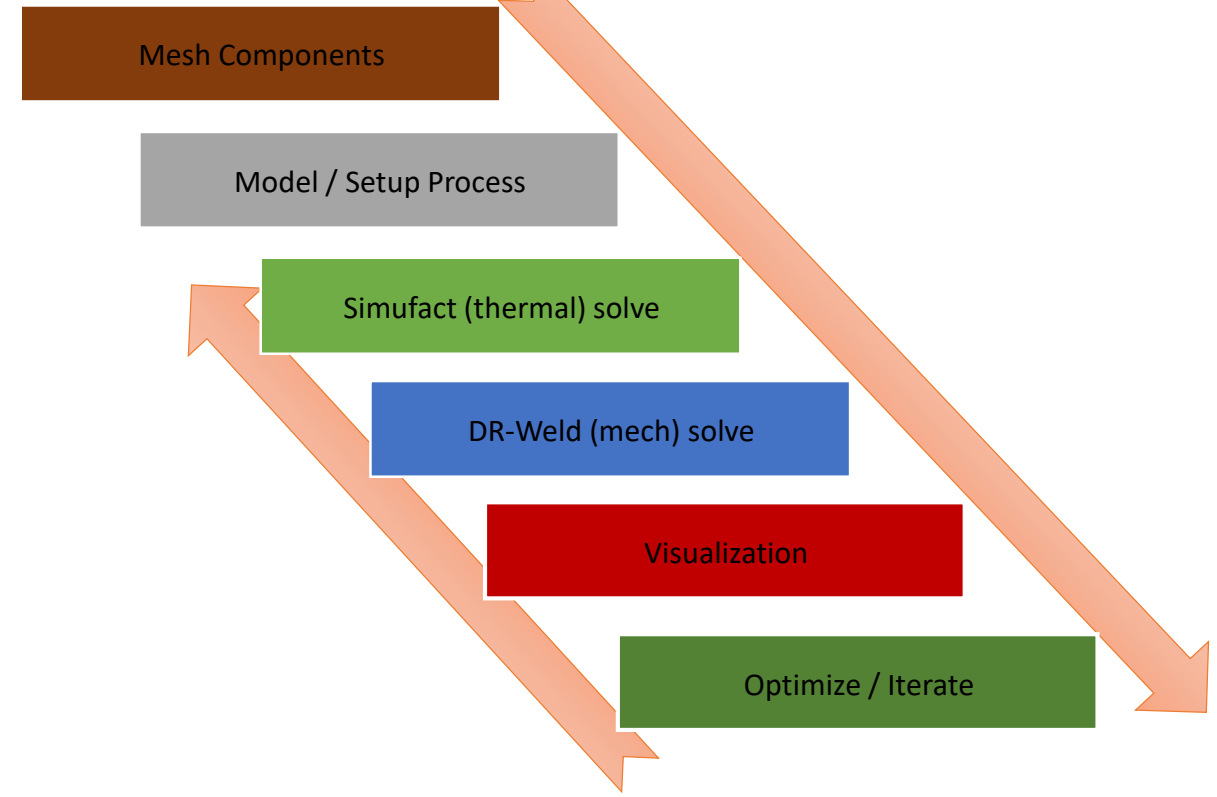 Mesh Components
Model / Setup Process
Simufact (thermal) solve
DR-Weld (mech) solve
Visualization
Optimize / Iterate